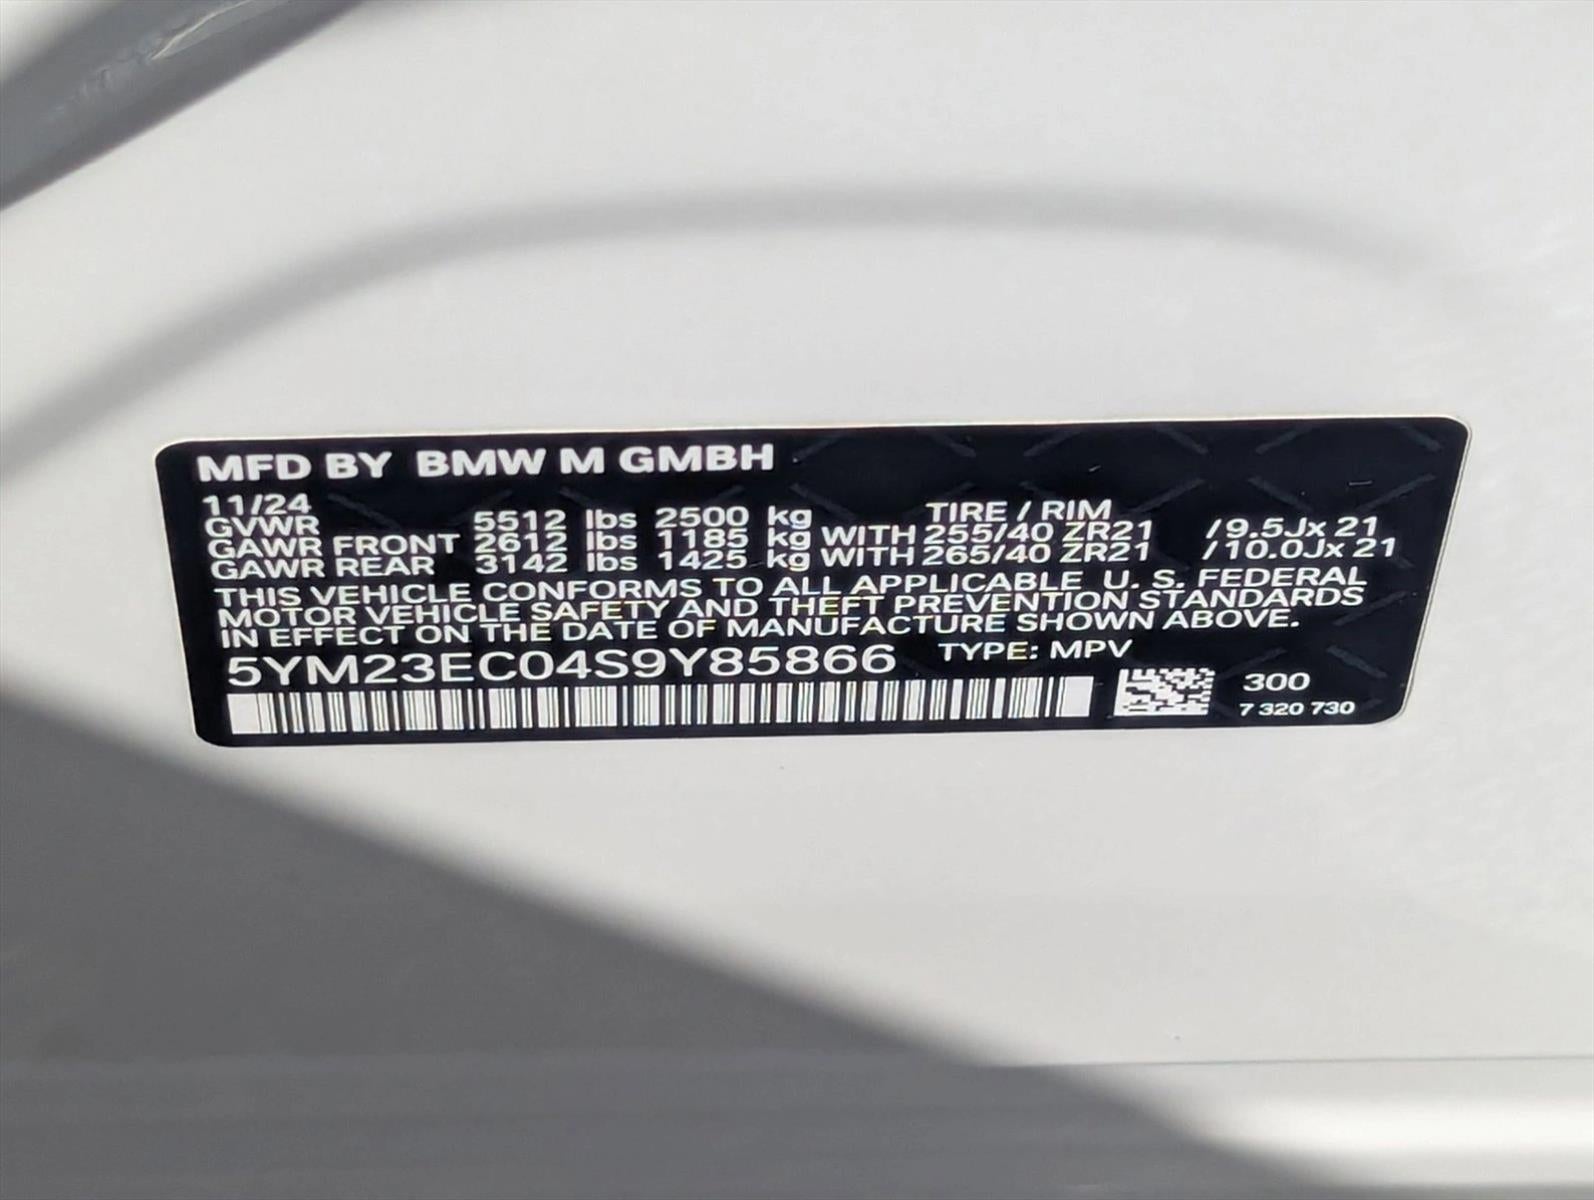 MFD BY BMW M GMBH
11/24 TIRE / RIM
GVWR 5512 lbs 2500 kg
GAWR FRONT 2612 lbs 1185 kg WITH 255/40 ZR21 /9.5Jx 21
GAWR REAR 3142 lbs 1425 kg WITH 265/40 ZR21 /10.0Jx 21
THIS VEHICLE CONFORMS TO ALL APPLICABLE U. S. FEDERAL
MOTOR VEHICLE SAFETY AND THEFT PREVENTION STANDARDS
IN EFFECT ON THE DATE OF MANUFACTURE SHOWN ABOVE.
5YM23EC04S9Y85866 TYPE: MPV
300
7 320 730